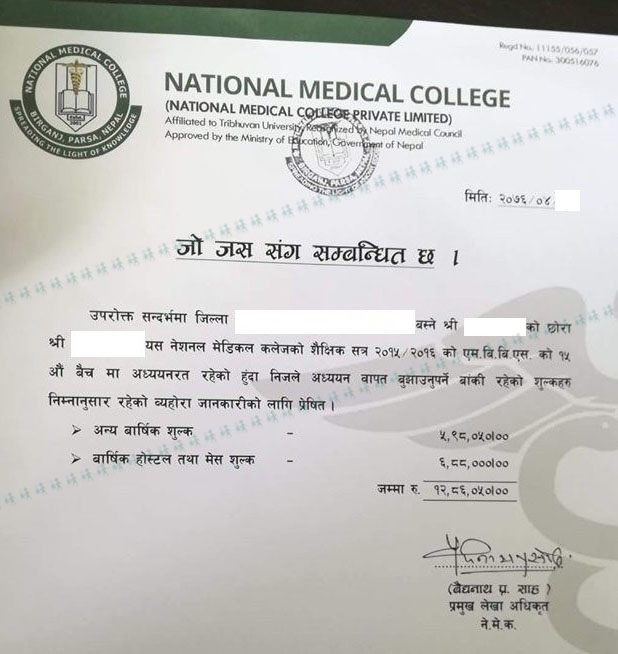 Regd No. 11155/056/057
PAN No. 300516076
NATIONAL MEDICAL COLLEGE
BIRGANJ, PARSA, NEPAL
SPREADING THE LIGHT OF KNOWLEDGE
NATIONAL MEDICAL COLLEGE
(NATIONAL MEDICAL COLLEGE PRIVATE LIMITED)
Affiliated to Tribhuvan University, Recognized by Nepal Medical Council
Approved by the Ministry of Education, Government of Nepal
मितिः २०७६/०४/
जो जस संग सम्बन्धित छ ।
उपरोक्त सन्दर्भमा जिल्ला बस्ने श्री को छोरा
श्री यस नेशनल मेडिकल कलेजको शैक्षिक सत्र २०१५/२०१६ को एम.बि.बि.एस. को १५
औं बैच मा अध्ययनरत रहेको हुंदा निजले अध्ययन वापत बुझाउनुपर्ने बाकी रहेको शुल्कहरु
निम्नानुसार रहेको व्यहोरा जानकारीको लागि प्रेषित ।
➢ अन्य बार्षिक शुल्क - ५,९८,०५०|००
➢ बार्षिक होस्टल तथा मेस शुल्क - ६,८८,०००|००
जम्मा रु. १२,८६,०५०|००
(बैद्यनाथ प्र. साह)
प्रमुख लेखा अधिकृत
ने.मे.क.